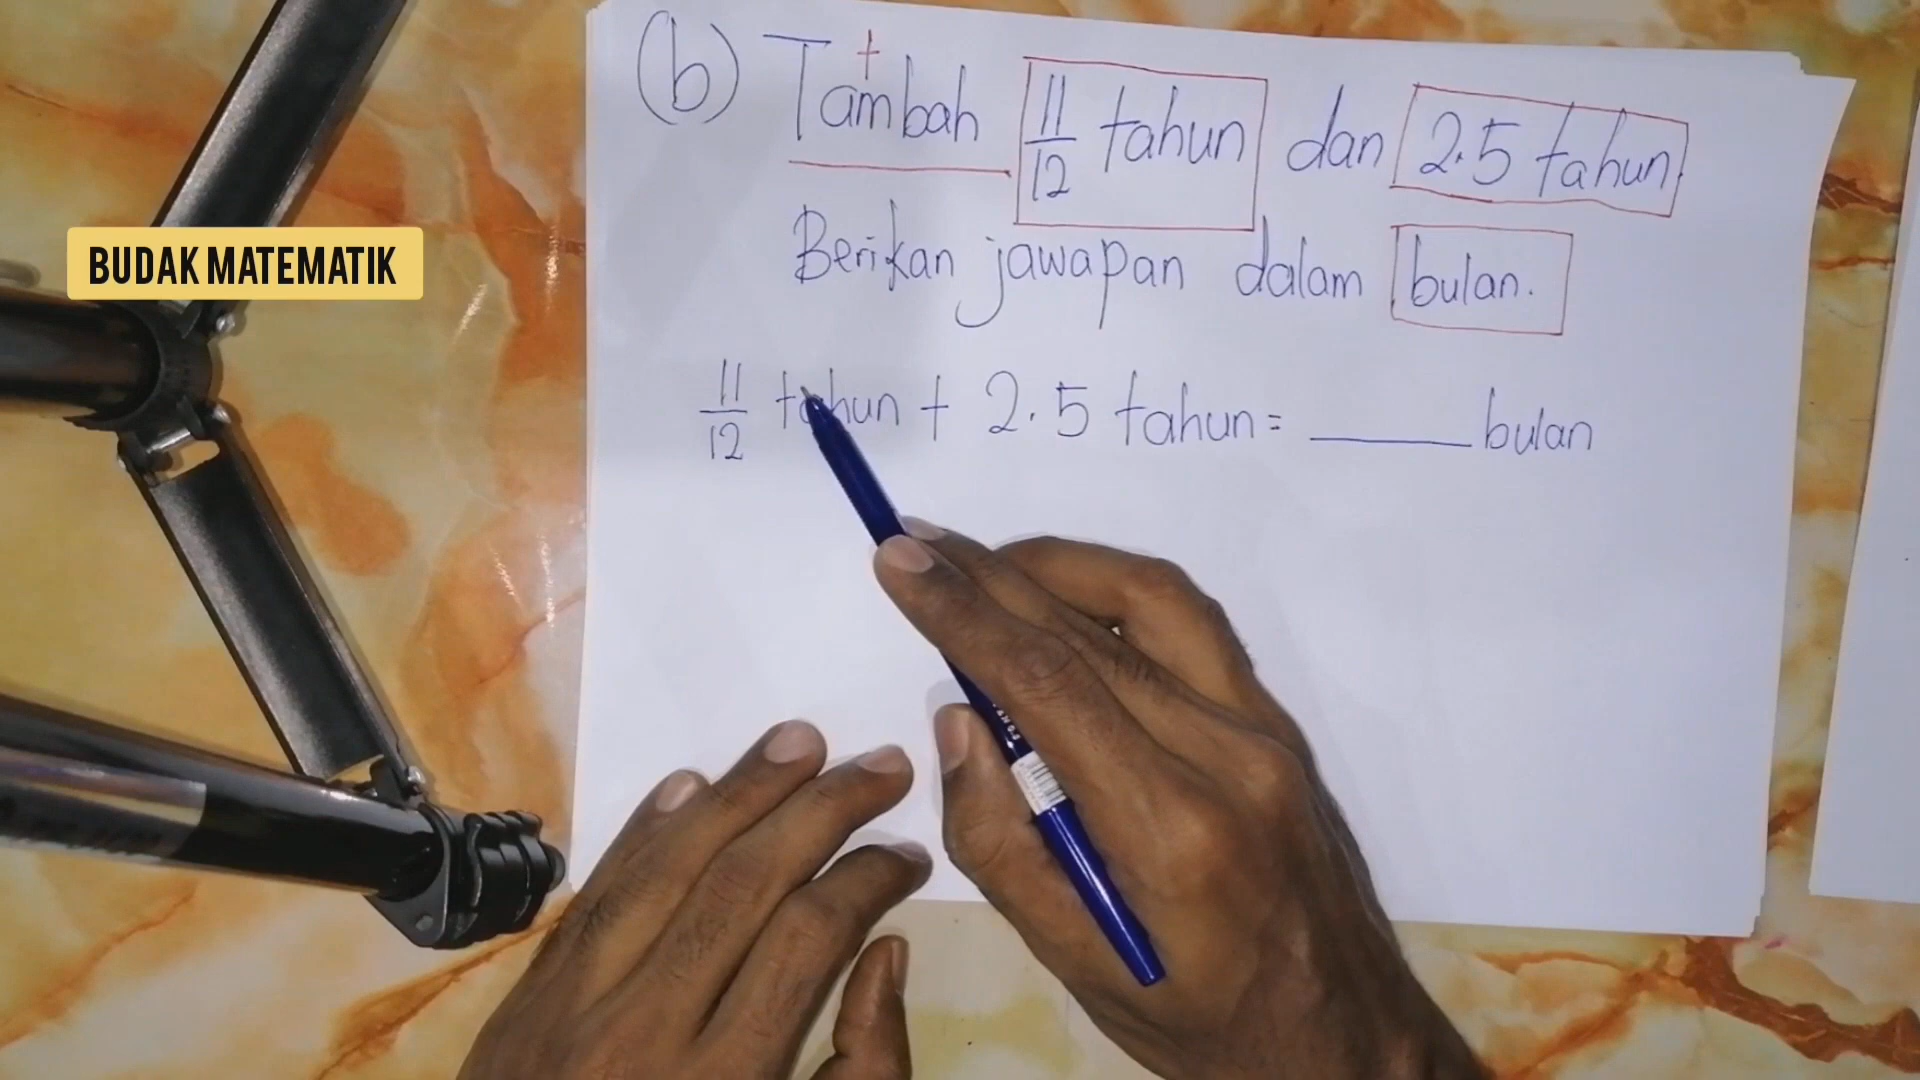 (b) Tambah 11/12 tahun dan 2.5 tahun
+
BUDAK MATEMATIK
Berikan jawapan dalam bulan.
11/12 tahun + 2.5 tahun = ____ bulan